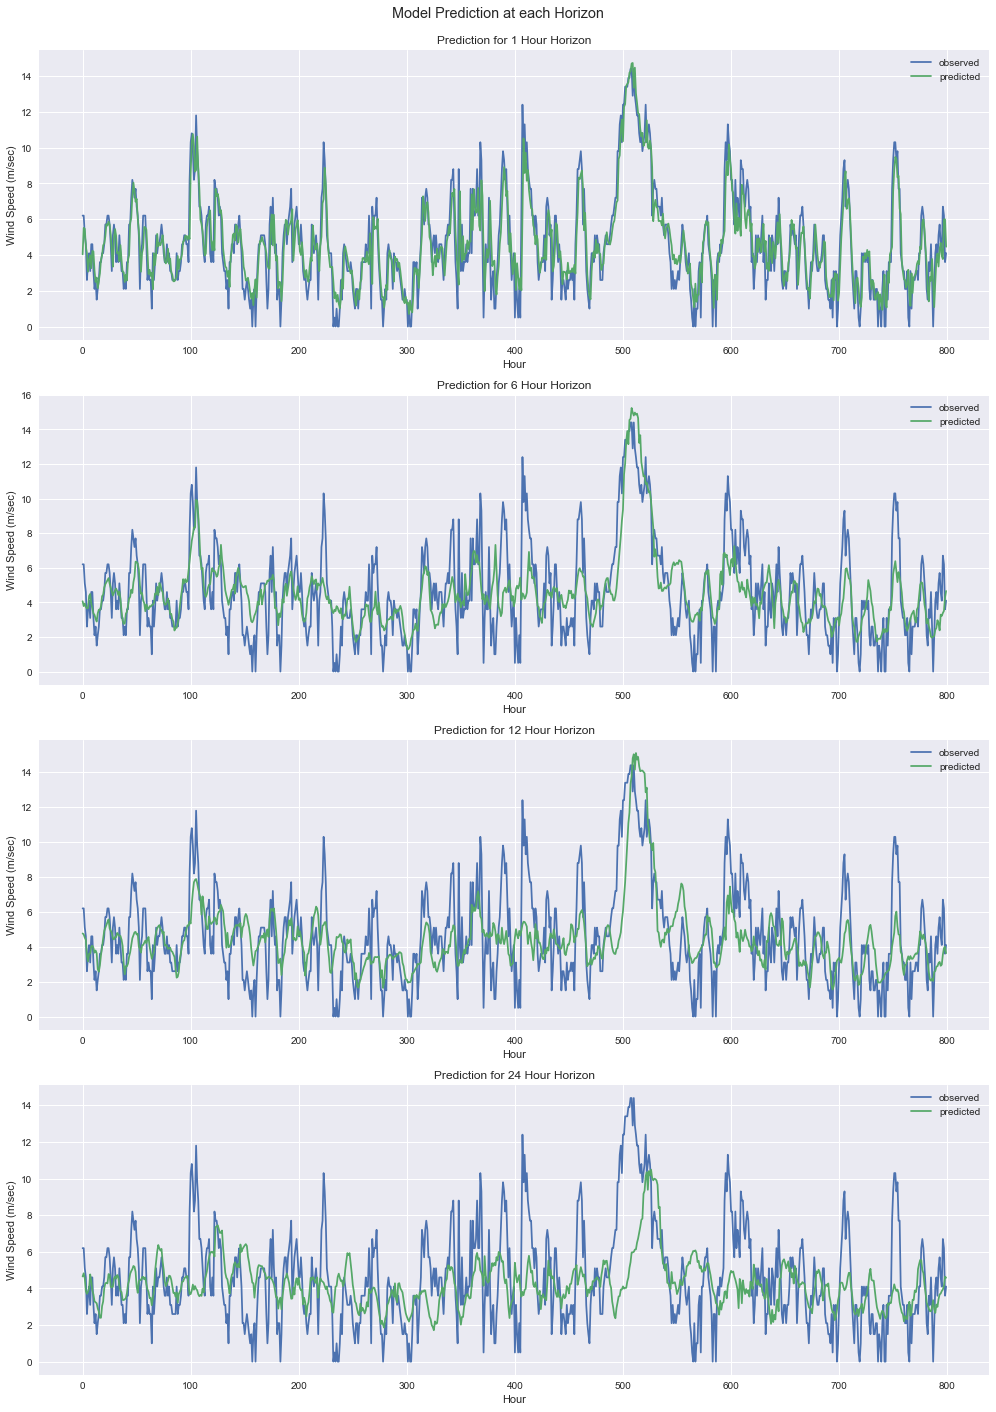 Model Prediction at each Horizon
Prediction for 1 Hour Horizon
observed
predicted
Wind Speed (m/sec)
14
12
10
8
6
4
2
0
0 100 200 300 400 500 600 700 800
Hour
Prediction for 6 Hour Horizon
observed
predicted
Wind Speed (m/sec)
16
14
12
10
8
6
4
2
0
0 100 200 300 400 500 600 700 800
Hour
Prediction for 12 Hour Horizon
observed
predicted
Wind Speed (m/sec)
14
12
10
8
6
4
2
0
0 100 200 300 400 500 600 700 800
Hour
Prediction for 24 Hour Horizon
observed
predicted
Wind Speed (m/sec)
14
12
10
8
6
4
2
0
0 100 200 300 400 500 600 700 800
Hour